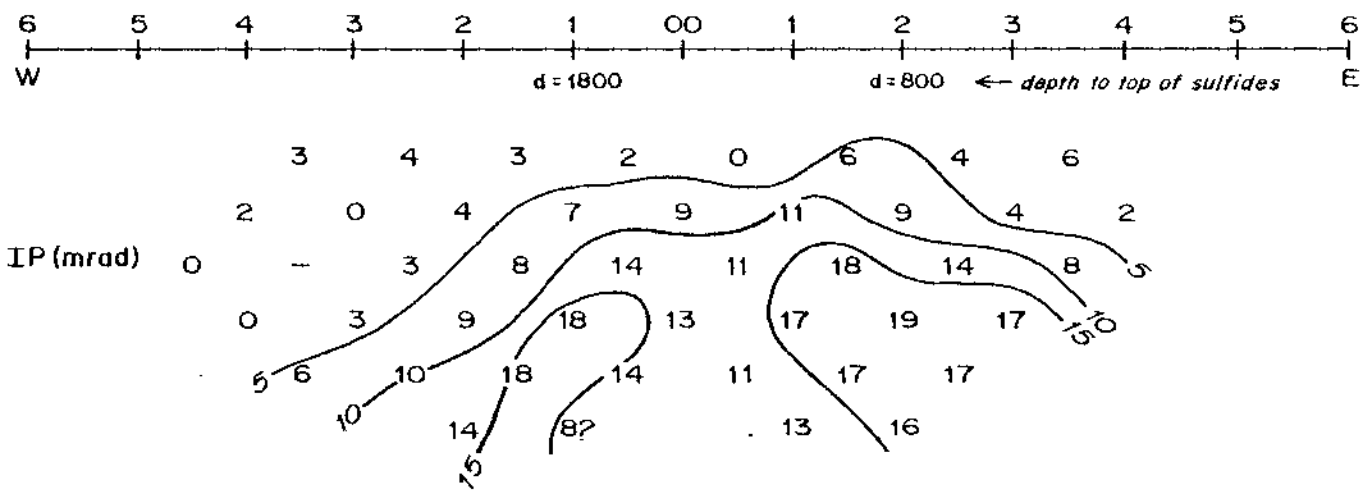 6 5 4 3 2 1 00 1 2 3 4 5 6
W E
d = 1800 d = 800 ← depth to top of sulfides
3 4 3 2 0 6 4 6
2 0 4 7 9 11 9 4 2
IP (mrad) 0 – 3 8 14 11 18 14 8 5
0 3 9 18 13 17 19 17 15 10
5 6 10 18 14 11 17 17
10 14 8? 13 16
15